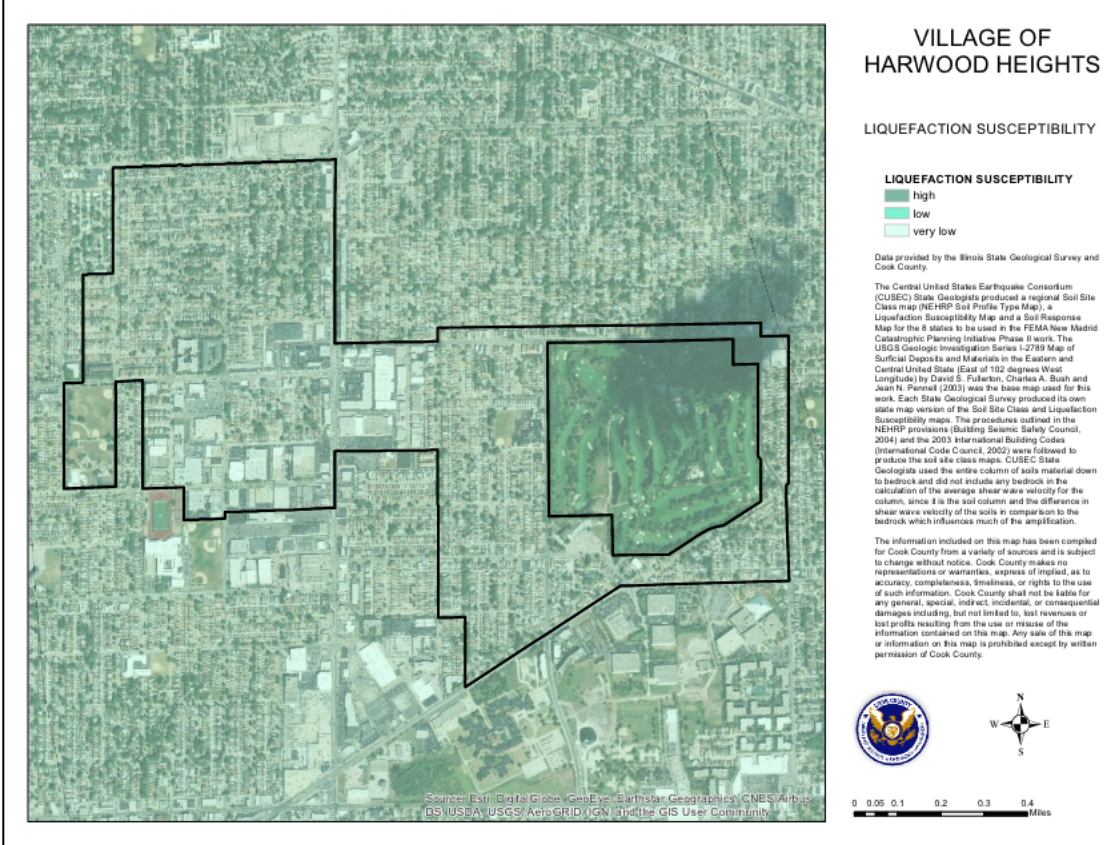 VILLAGE OF
HARWOOD HEIGHTS
LIQUEFACTION SUSCEPTIBILITY
LIQUEFACTION SUSCEPTIBILITY
high
low
very low
Data provided by the Illinois State Geological Survey and
Cook County.
The Central United States Earthquake Consortium
(CUSEC) State Geologists produced a regional Soil Site
Class map (NEHRP Soil Profile Type Map), a
Liquefaction Susceptibility Map and a Soil Response
Map for the 8 states to be used in the FEMA New Madrid
Catastrophic Planning Initiative Phase II work. The
USGS Geologic Investigation Series I-2789 Map of
Surficial Deposits and Materials in the Eastern and
Central United State (East of 102 degrees West
Longitude) by David S. Fullerton, Charles A. Bush and
Jean N. Pennell (2003) was the base map used for this
work. Each State Geological Survey produced its own
state map version of the Soil Site Class and Liquefaction
Susceptibility maps. The procedures outlined in the
NEHRP provisions (Building Seismic Safety Council,
2004) and the 2003 International Building Codes
(International Code Council, 2002) were followed to
produce the soil site class maps. CUSEC State
Geologists used the entire column of soils material down
to bedrock and did not include any bedrock in the
calculation of the average shear wave velocity for the
column, since it is the soil column and the difference in
shear wave velocity of the soils in comparison to the
bedrock which influences much of the amplification.
The information included on this map has been compiled
for Cook County from a variety of sources and is subject
to change without notice. Cook County makes no
representations or warranties, express of implied, as to
accuracy, completeness, timeliness, or rights to the use
of such information. Cook County shall not be liable for
any general, special, indirect, incidental, or consequential
damages including, but not limited to, lost revenues or
lost profits resulting from the use or misuse of the
information contained on this map. Any sale of this map
or information on this map is prohibited except by written
permission of Cook County.
N
W E
S
0 0.05 0.1 0.2 0.3 0.4
Miles
Source: Esri, DigitalGlobe, GeoEye, Earthstar Geographics, CNES/Airbus
DS, USDA, USGS, AeroGRID, IGN, and the GIS User Community